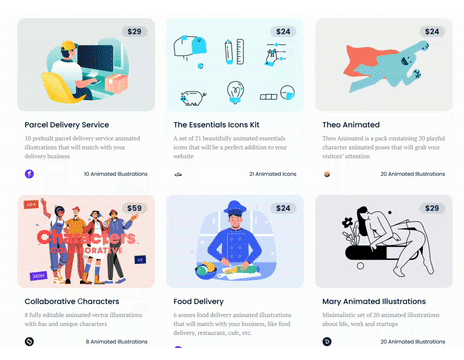 $29
$24
$24
Parcel Delivery Service
10 prebuilt parcel delivery service animated
illustrations that will match with your
delivery business
10 Animated Illustrations
The Essentials Icons Kit
A set of 21 beautifully animated essentials
icons that will be a perfect addition to your
website
21 Animated Icons
Theo Animated
Theo Animated is a pack containing 20 playful
character animated poses that will grab your
visitors' attention
20 Animated Illustrations
$59
$24
$29
Characters
COLLABORATIVE
Collaborative Characters
8 fully editable animated vector illustrations
with fun and unique characters
8 Animated Illustrations
Food Delivery
6 scenes food delivery animated illustrations
that will match with your business, like food
delivery, restaurant, cafe, etc.
Mary Animated Illustrations
Minimalistic set of 20 animated illustrations
about life, work and startups
20 Animated Illustrations